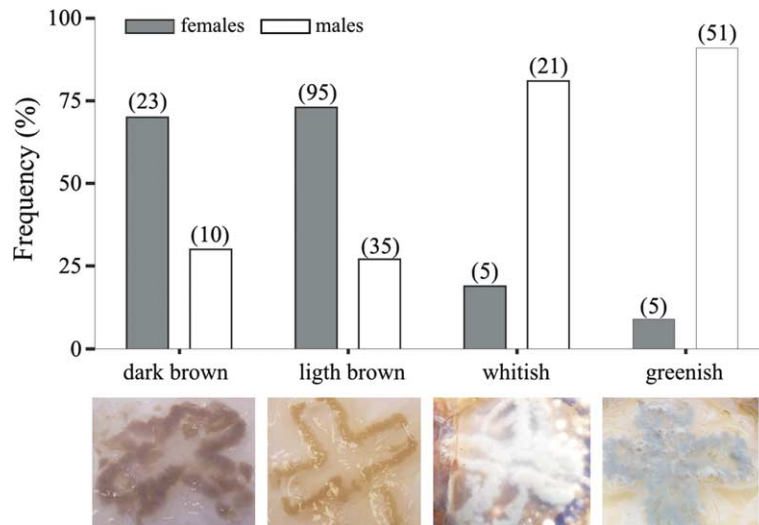 100
75
50
25
0
Frequency (%)
females males
(23) (10) (95) (35) (5) (21) (5) (51)
dark brown ligth brown whitish greenish